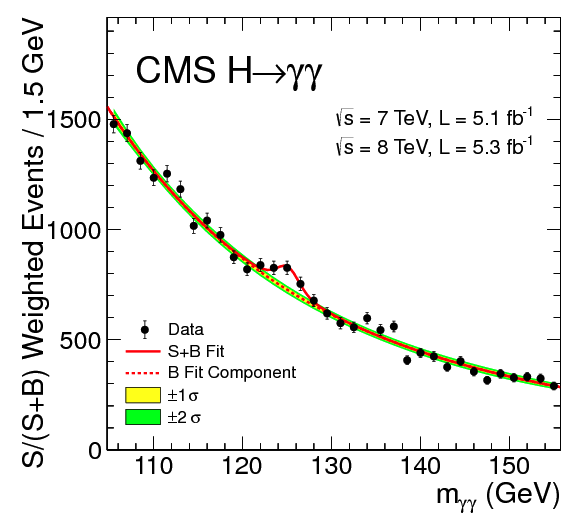 CMS H→γγ
√s = 7 TeV, L = 5.1 fb⁻¹
√s = 8 TeV, L = 5.3 fb⁻¹
S/(S+B) Weighted Events / 1.5 GeV
1500
1000
500
0
Data
S+B Fit
B Fit Component
±1σ
±2σ
110 120 130 140 150
mγγ (GeV)